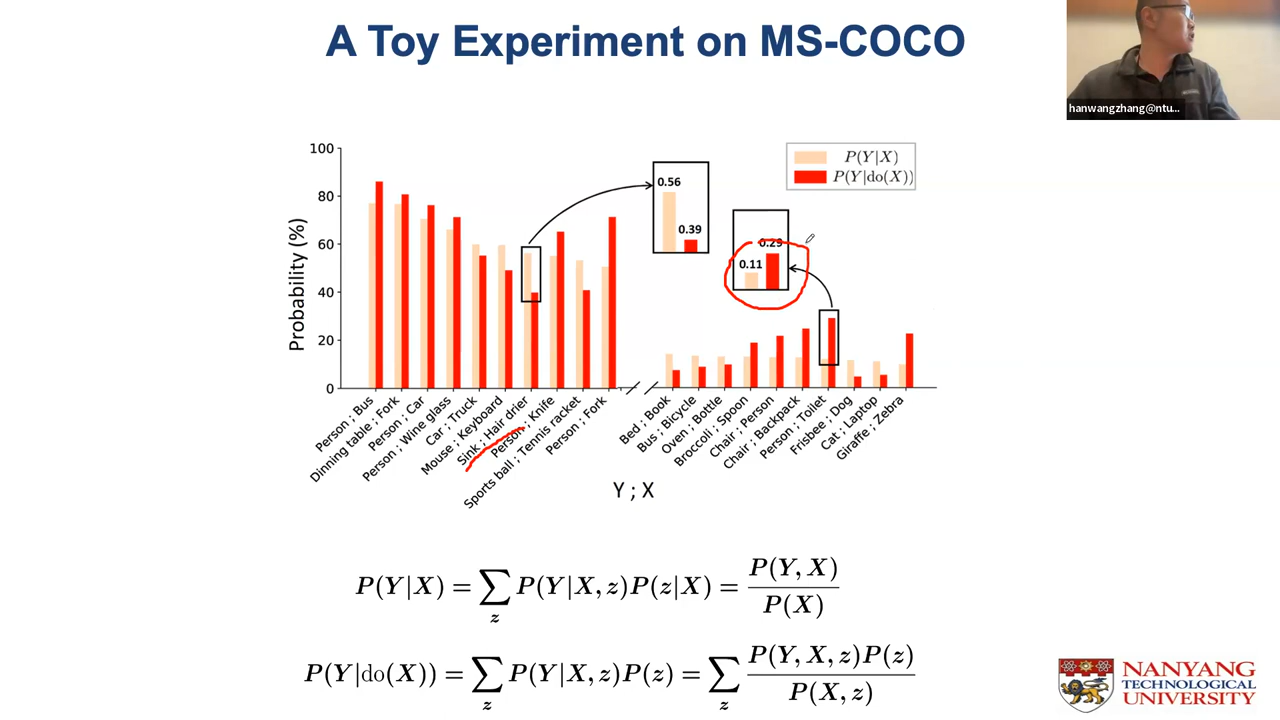 A Toy Experiment on MS-COCO
hanwangzhang@ntu...
P(Y|X)
P(Y|do(X))
Probability (%)
100
80
60
40
20
0
0.56
0.39
0.29
0.11
Person ; Bus
Dinning table ; Fork
Person ; Car
Person ; Wine glass
Car ; Truck
Mouse ; Keyboard
Sink ; Hair drier
Person ; Knife
Sports ball ; Tennis racket
Person ; Fork
Bed ; Book
Bus ; Bicycle
Oven ; Bottle
Broccoli ; Spoon
Chair ; Person
Chair ; Backpack
Person ; Toilet
Frisbee ; Dog
Cat ; Laptop
Giraffe ; Zebra
Y ; X
P(Y|X) = ∑_z P(Y|X, z)P(z|X) = P(Y, X) / P(X)
P(Y|do(X)) = ∑_z P(Y|X, z)P(z) = ∑_z P(Y, X, z)P(z) / P(X, z)
NANYANG
TECHNOLOGICAL
UNIVERSITY